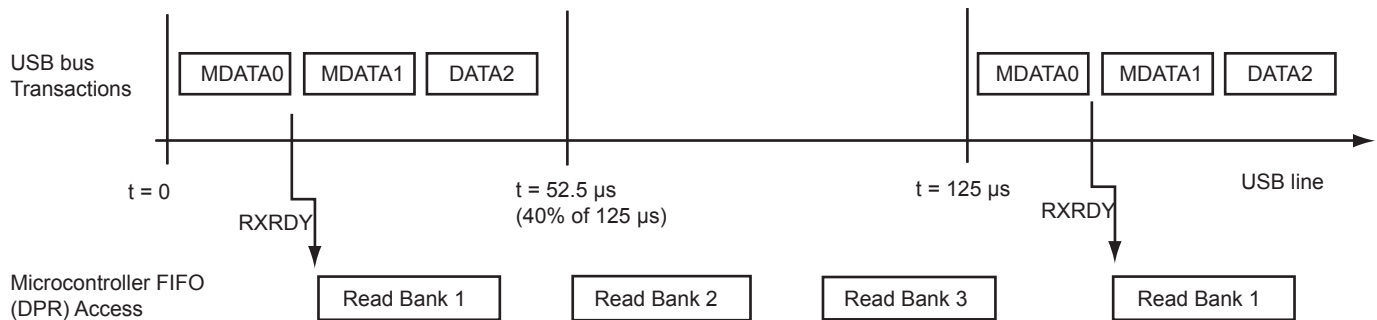 USB bus
Transactions
MDATA0 MDATA1 DATA2 MDATA0 MDATA1 DATA2
t = 0
t = 52.5 µs
(40% of 125 µs)
t = 125 µs
USB line
RXRDY
RXRDY
Microcontroller FIFO
(DPR) Access
Read Bank 1 Read Bank 2 Read Bank 3 Read Bank 1